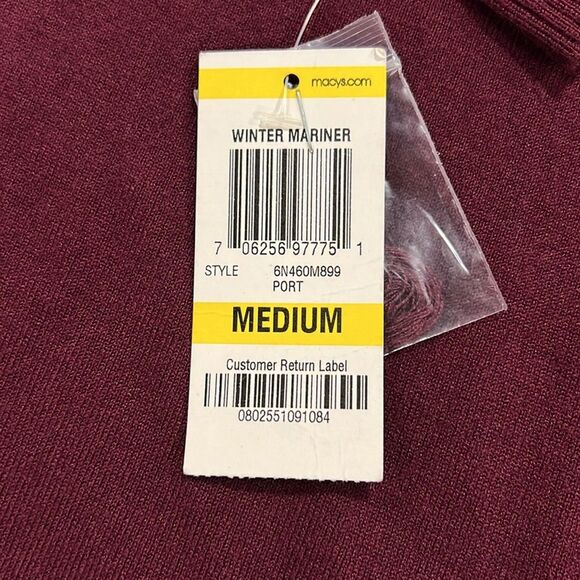 macys.com
WINTER MARINER
7 06256 97775 1
STYLE 6N460M899
PORT
MEDIUM
Customer Return Label
0802551091084